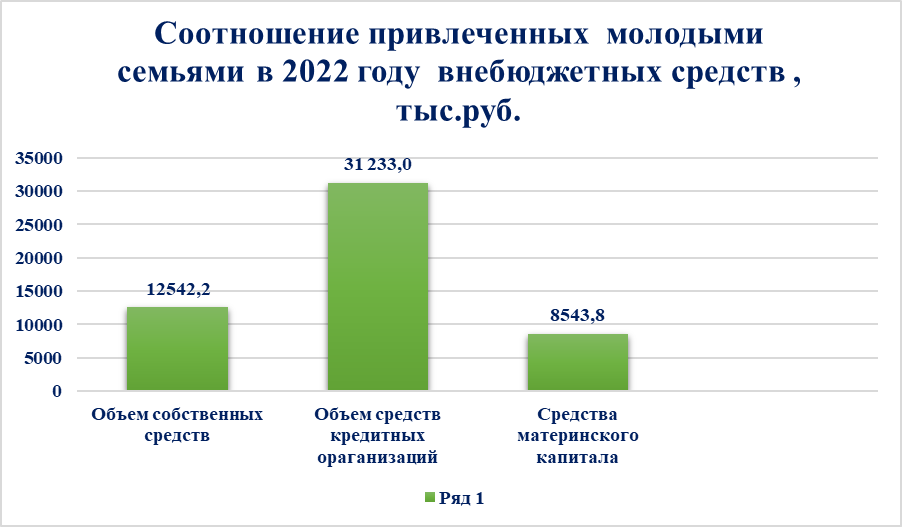 Соотношение привлеченных  молодыми
семьями в 2022 году  внебюджетных средств ,
тыс.руб.
35000
30000
25000
20000
15000
10000
5000
0
12542,2
31 233,0
8543,8
Объем собственных
средств
Объем средств
кредитных
ораганизаций
Средства
материнского
капитала
Ряд 1